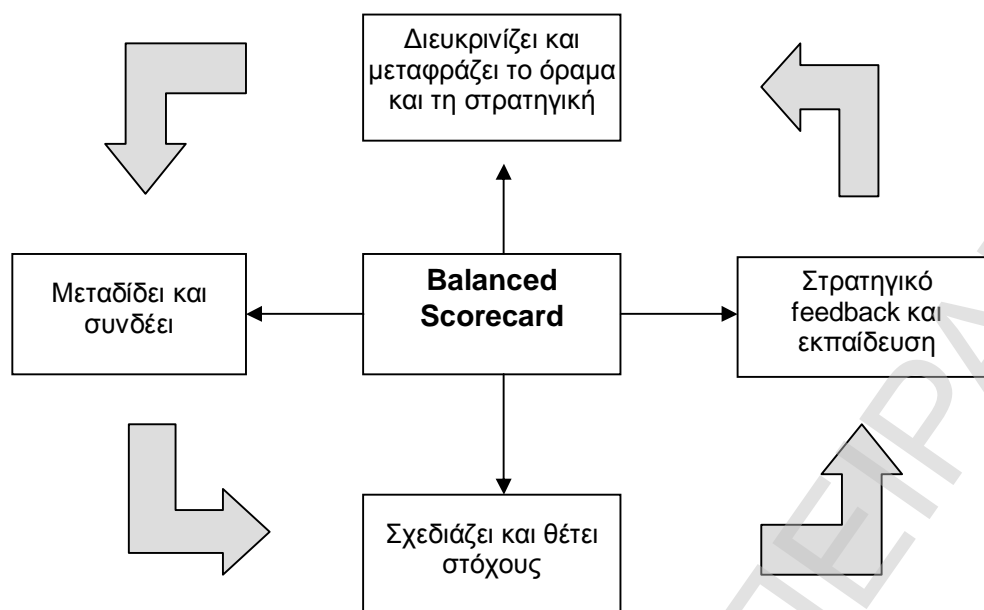 Διευκρινίζει και
μεταφράζει το όραμα
και τη στρατηγική
Μεταδίδει και
συνδέει
Balanced
Scorecard
Στρατηγικό
feedback και
εκπαίδευση
Σχεδιάζει και θέτει
στόχους
ΠΕΙΡΑ